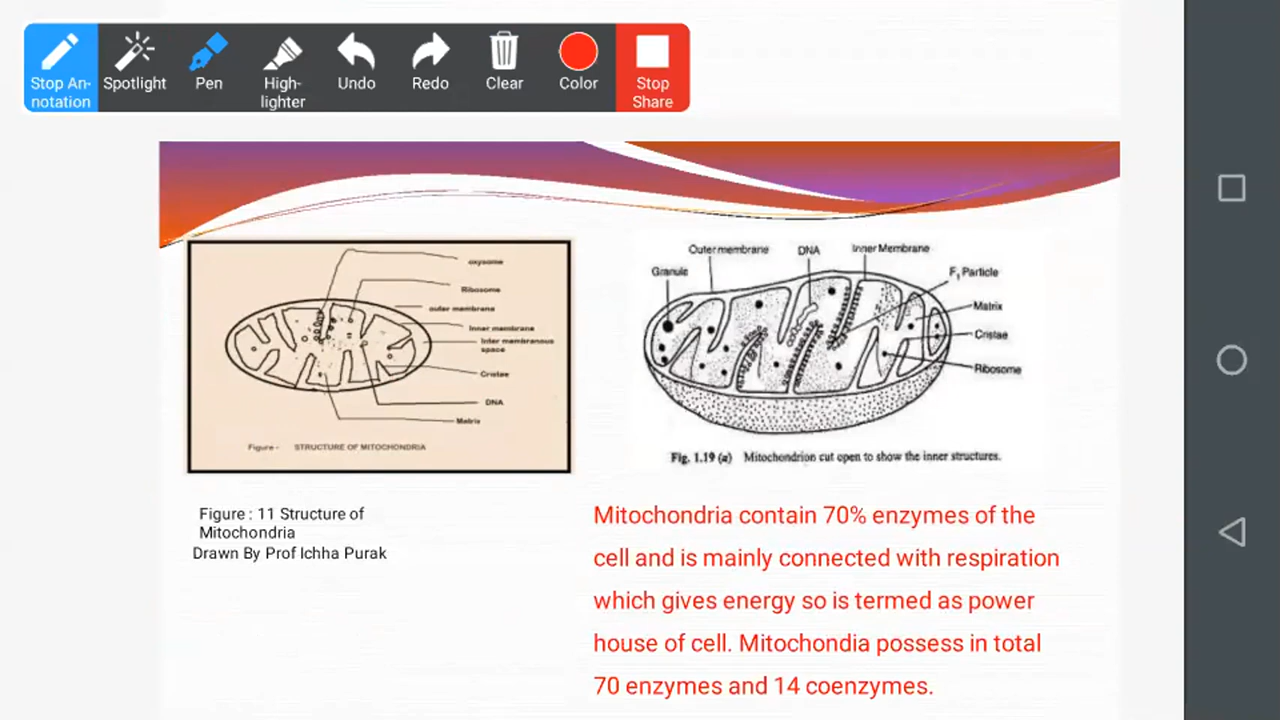 Stop An-
notation
Spotlight
Pen
High-
lighter
Undo
Redo
Clear
Color
Stop
Share
oxysome
Ribosome
outer membrana
Inner membrana
Inter membranous
space
Cristae
DNA
Matrix
Figure - STRUCTURE OF MITOCHONDRIA
Outer membrane
DNA
Inner Membrane
Granule
F1 Particle
Matrix
Cristae
Ribosome
Fig. 1.19 (a) Mitochondrion cut open to show the inner structures.
Figure : 11 Structure of
Mitochondria
Drawn By Prof Ichha Purak
Mitochondria contain 70% enzymes of the
cell and is mainly connected with respiration
which gives energy so is termed as power
house of cell. Mitochondia possess in total
70 enzymes and 14 coenzymes.